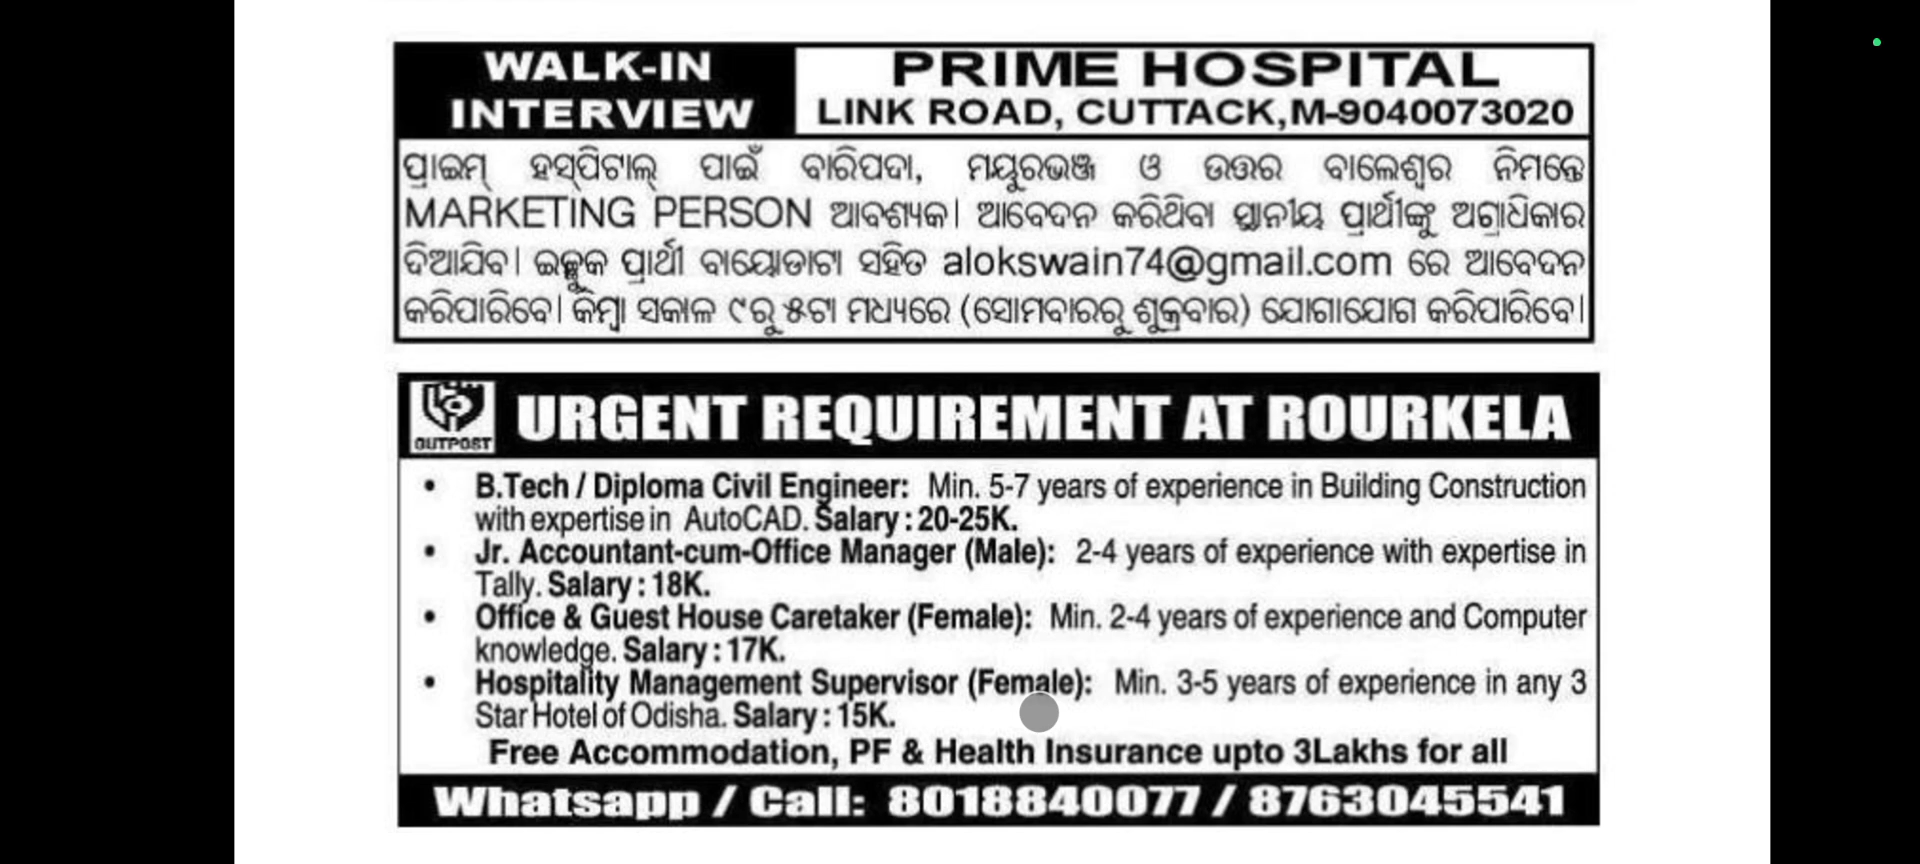 WALK-IN
INTERVIEW
PRIME HOSPITAL
LINK ROAD, CUTTACK,M-9040073020
ପ୍ରାଇମ୍ ହସ୍ପିଟାଲ୍ ପାଇଁ ବାରିପଦା, ମୟୂରଭଞ୍ଜ ଓ ଉତ୍ତର ବାଲେଶ୍ୱର ନିମନ୍ତେ
MARKETING PERSON ଆବଶ୍ୟକ। ଆବେଦନ କରିଥିବା ସ୍ଥାନୀୟ ପ୍ରାର୍ଥୀଙ୍କୁ ଅଗ୍ରାଧିକାର
ଦିଆଯିବ। ଇଚ୍ଛୁକ ପ୍ରାର୍ଥୀ ବାୟୋଡାଟା ସହିତ alokswain74@gmail.com ରେ ଆବେଦନ
କରିପାରିବେ। କିମ୍ବା ସକାଳ ୯ରୁ ୫ଟା ମଧ୍ୟରେ (ସୋମବାରରୁ ଶୁକ୍ରବାର) ଯୋଗାଯୋଗ କରିପାରିବେ।
OUTPOST
URGENT REQUIREMENT AT ROURKELA
• B.Tech / Diploma Civil Engineer: Min. 5-7 years of experience in Building Construction
with expertise in AutoCAD. Salary : 20-25K.
• Jr. Accountant-cum-Office Manager (Male): 2-4 years of experience with expertise in
Tally. Salary : 18K.
• Office & Guest House Caretaker (Female): Min. 2-4 years of experience and Computer
knowledge. Salary : 17K.
• Hospitality Management Supervisor (Female): Min. 3-5 years of experience in any 3
Star Hotel of Odisha. Salary : 15K.
Free Accommodation, PF & Health Insurance upto 3Lakhs for all
Whatsapp / Call: 8018840077 / 8763045541